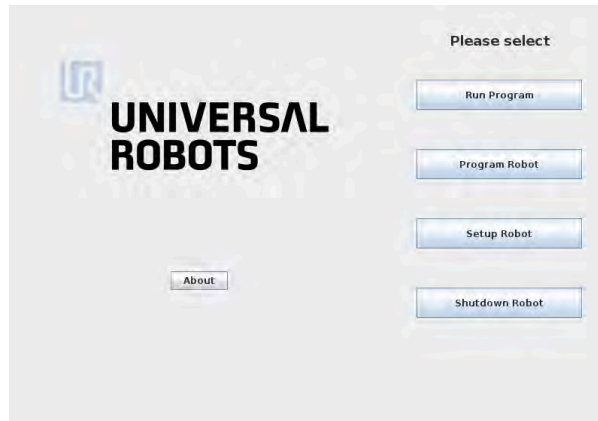 UNIVERSAL
ROBOTS
About
Please select
Run Program
Program Robot
Setup Robot
Shutdown Robot